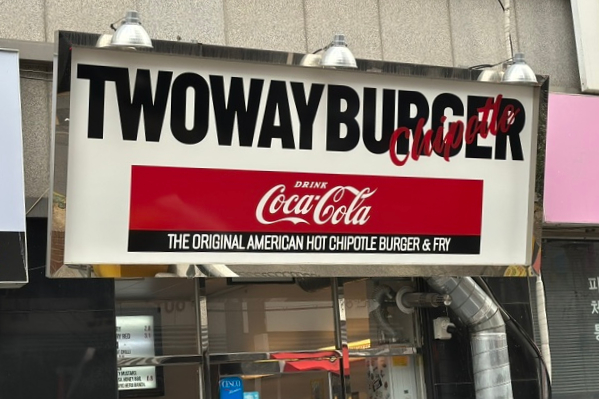 TWOWAYBURGER
Chipotle
DRINK
Coca-Cola
THE ORIGINAL AMERICAN HOT CHIPOTLE BURGER & FRY